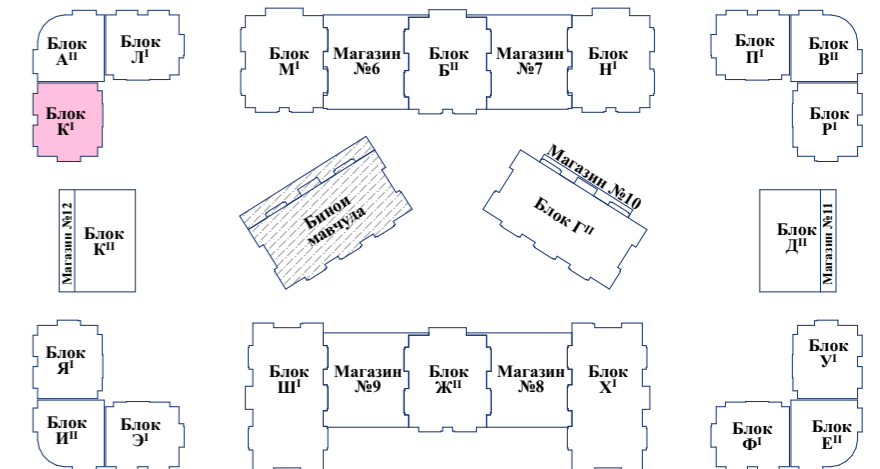 Блок
Aᴵᴵ
Блок
Лᴵ
Блок
Мᴵ
Магазин
№6
Блок
Бᴵᴵ
Магазин
№7
Блок
Нᴵ
Блок
Пᴵ
Блок
Вᴵᴵ
Блок
Кᴵ
Блок
Рᴵ
Магазин №12
Блок
Кᴵᴵ
Бинои
мавчуда
Магазин №10
Блок Гᴵᴵ
Блок
Дᴵᴵ
Магазин №11
Блок
Яᴵ
Блок
Шᴵ
Магазин
№9
Блок
Жᴵᴵ
Магазин
№8
Блок
Хᴵ
Блок
Уᴵ
Блок
Иᴵᴵ
Блок
Эᴵ
Блок
Фᴵ
Блок
Еᴵᴵ